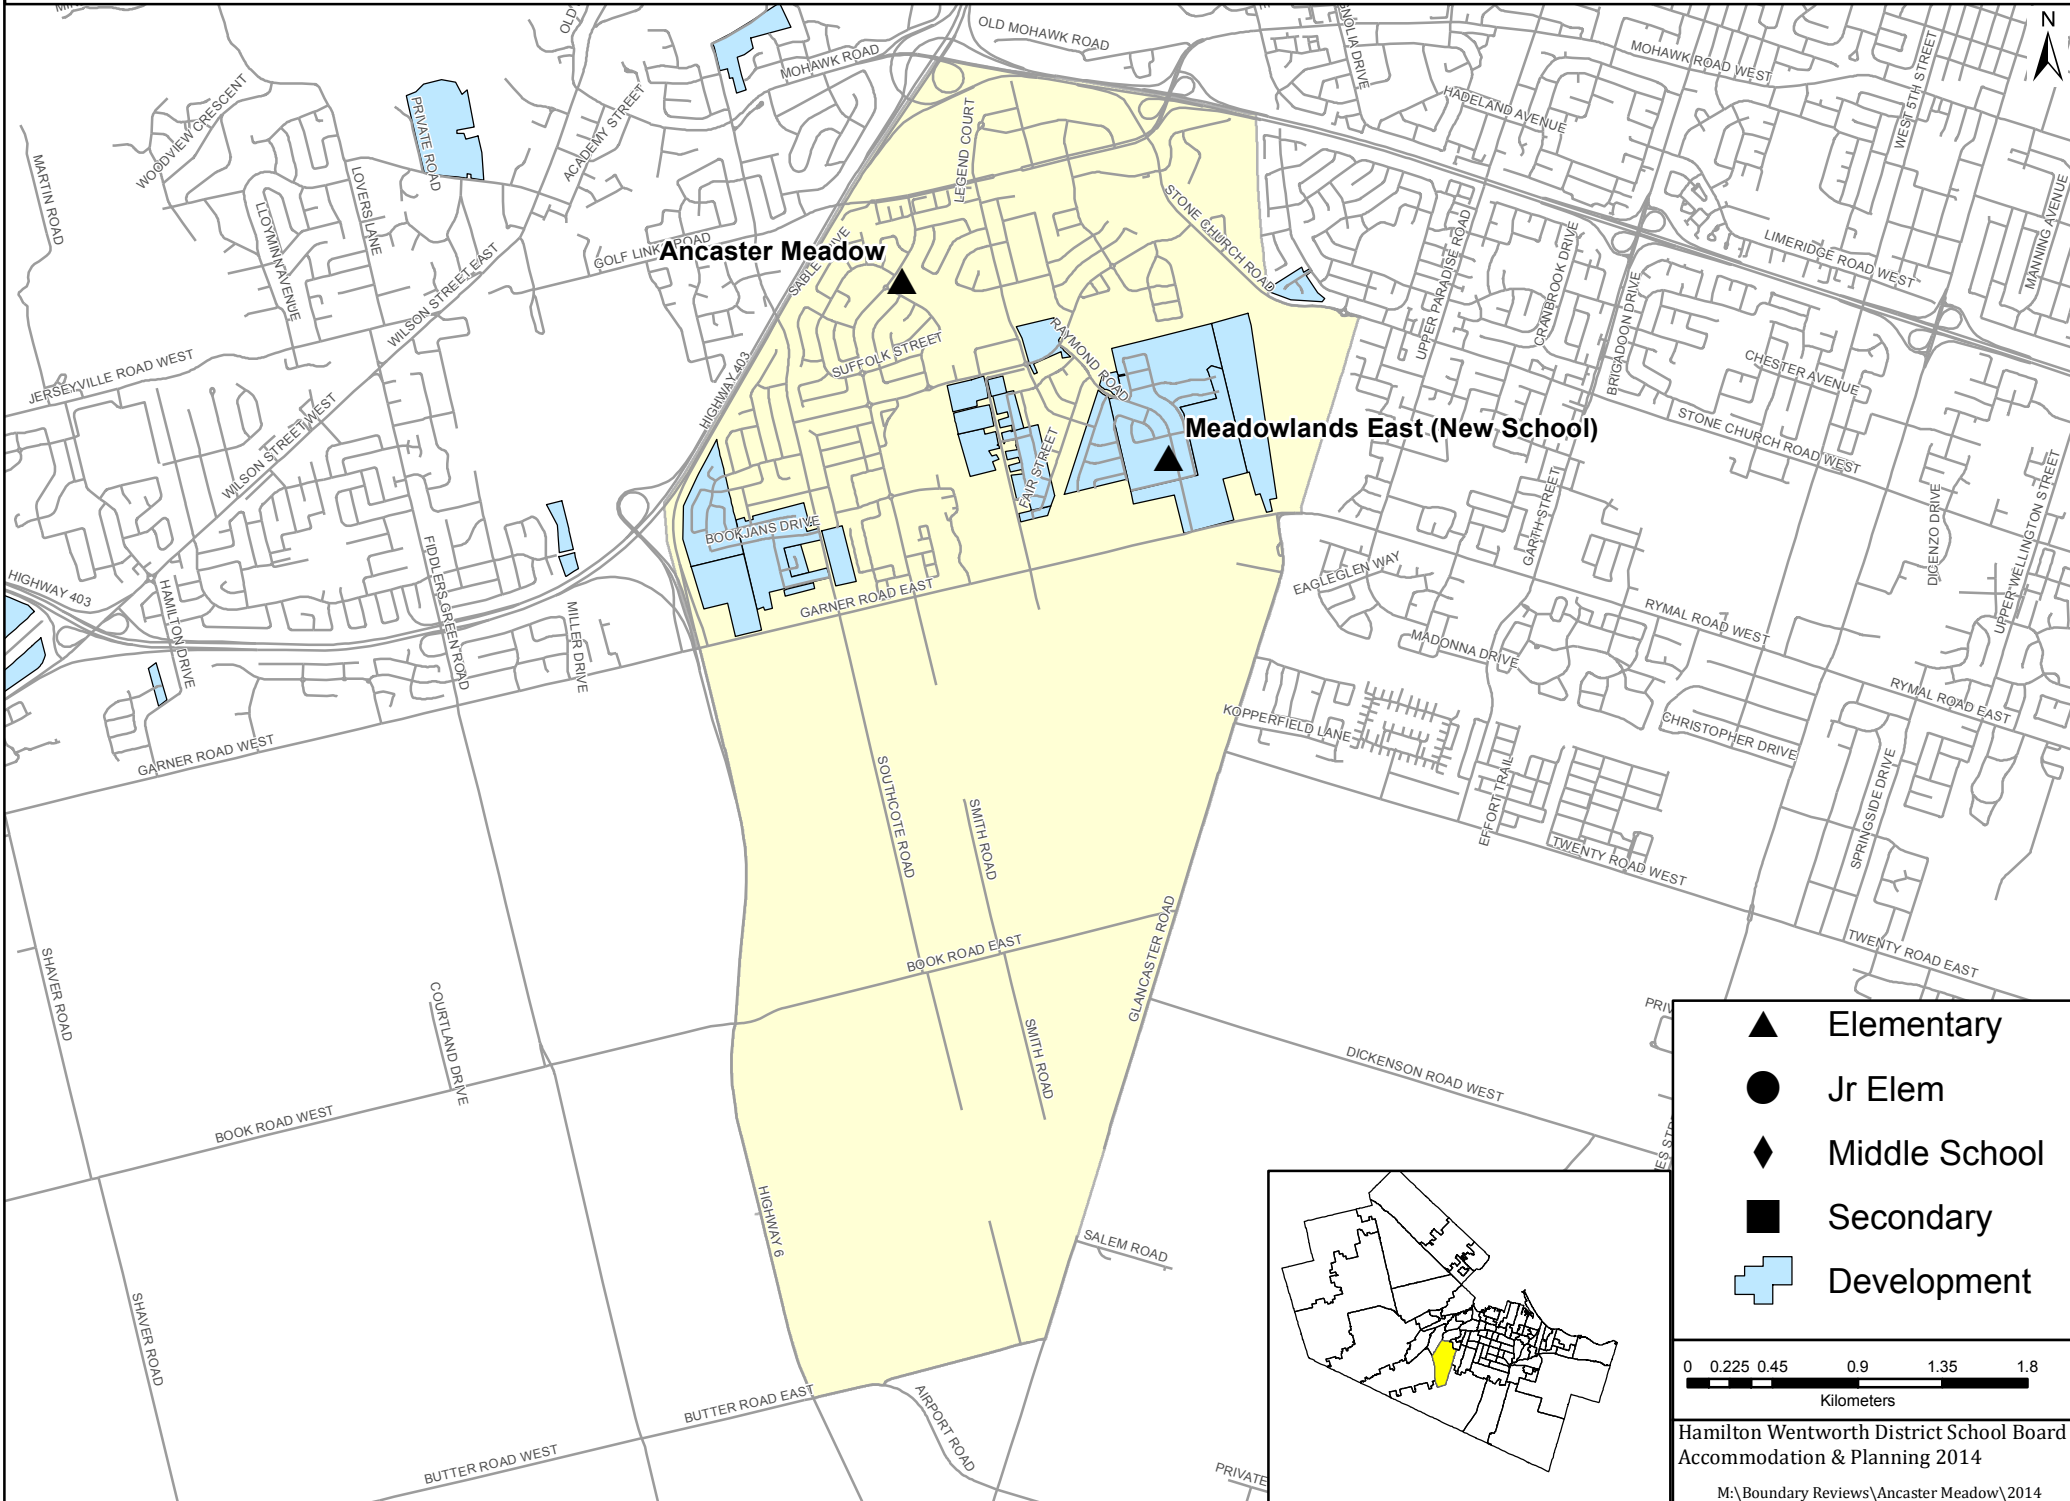 N
OLD MOHAWK ROAD
MOHAWK ROAD
MOHAWK ROAD WEST
WEST 5TH STREET
HADELAND AVENUE
PRIVATE ROAD
WOODVIEW CRESCENT
ACADEMY STREET
LEGEND COURT
MARTIN ROAD
LOVERS LANE
LLOYMINN AVENUE
GOLF LINKS ROAD
SABLE DRIVE
STONE CHURCH ROAD
UPPER PARADISE ROAD
CRANBROOK DRIVE
LIMERIDGE ROAD WEST
MANNING AVENUE
Ancaster Meadow
WILSON STREET EAST
BRIGADOON DRIVE
JERSEYVILLE ROAD WEST
SUFFOLK STREET
RAYMOND ROAD
HIGHWAY 403
CHESTER AVENUE
Meadowlands East (New School)
STONE CHURCH ROAD WEST
WILSON STREET WEST
FAIR STREET
GARTH STREET
DICENZO DRIVE
UPPER WELLINGTON STREET
BOOKJANS DRIVE
HIGHWAY 403
HAMILTON DRIVE
FIDDLERS GREEN ROAD
MILLER DRIVE
GARNER ROAD EAST
EAGLEGLEN WAY
RYMAL ROAD WEST
MADONNA DRIVE
RYMAL ROAD EAST
KOPPERFIELD LANE
CHRISTOPHER DRIVE
GARNER ROAD WEST
SOUTHCOTE ROAD
SMITH ROAD
EFFORT TRAIL
SPRINGSIDE DRIVE
TWENTY ROAD WEST
TWENTY ROAD EAST
BOOK ROAD EAST
GLANCASTER ROAD
SHAVER ROAD
COURTLAND DRIVE
SMITH ROAD
DICKENSON ROAD WEST
BOOK ROAD WEST
HIGHWAY 6
SALEM ROAD
SHAVER ROAD
BUTTER ROAD EAST
AIRPORT ROAD
BUTTER ROAD WEST
PRIVATE
Elementary
Jr Elem
Middle School
Secondary
Development
0 0.225 0.45 0.9 1.35 1.8
Kilometers
Hamilton Wentworth District School Board
Accommodation & Planning 2014
M:\Boundary Reviews\Ancaster Meadow\2014